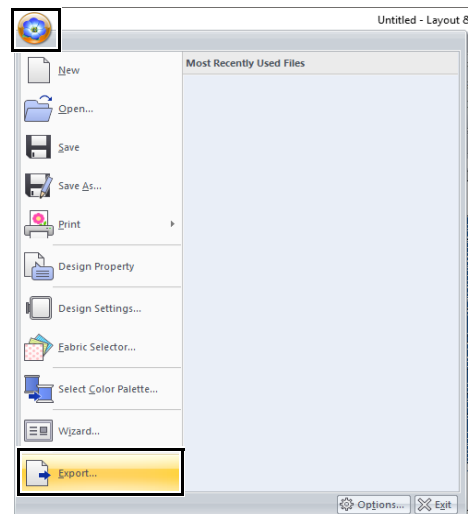 Untitled - Layout &
Most Recently Used Files
New
Open...
Save
Save As...
Print
Design Property
Design Settings...
Fabric Selector...
Select Color Palette...
Wizard...
Export...
Options... Exit